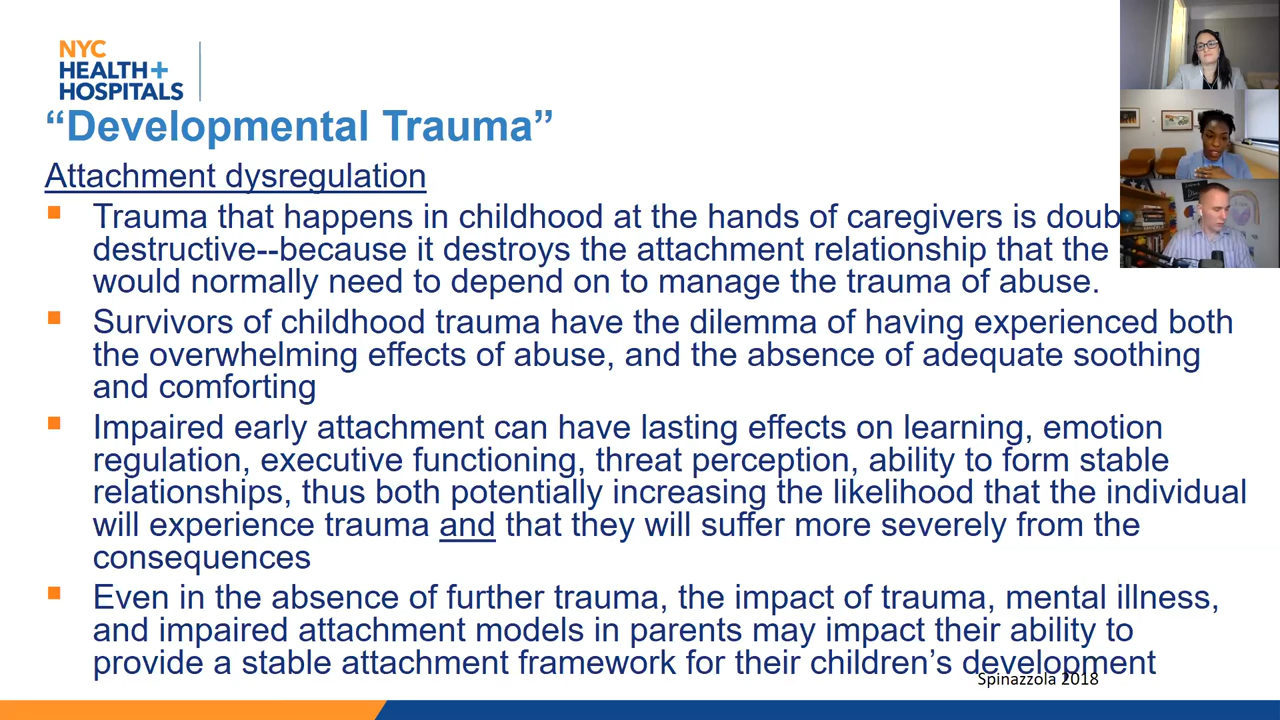 NYC
HEALTH+
HOSPITALS
“Developmental Trauma”
Attachment dysregulation
Trauma that happens in childhood at the hands of caregivers is
destructive--because it destroys the attachment relationship that the
would normally need to depend on to manage the trauma of abuse.
Survivors of childhood trauma have the dilemma of having experienced both
the overwhelming effects of abuse, and the absence of adequate soothing
and comforting
Impaired early attachment can have lasting effects on learning, emotion
regulation, executive functioning, threat perception, ability to form stable
relationships, thus both potentially increasing the likelihood that the individual
will experience trauma and that they will suffer more severely from the
consequences
Even in the absence of further trauma, the impact of trauma, mental illness,
and impaired attachment models in parents may impact their ability to
provide a stable attachment framework for their children’s development
Spinazzola 2018